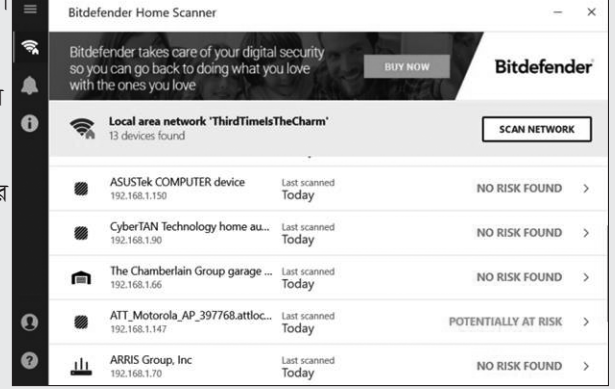 Bitdefender Home Scanner
Bitdefender takes care of your digital security
so you can go back to doing what you love
with the ones you love
BUY NOW
Bitdefender
Local area network 'ThirdTimeIsTheCharm'
13 devices found
SCAN NETWORK
ASUSTek COMPUTER device
192.168.1.150
Last scanned
Today
NO RISK FOUND
CyberTAN Technology home au...
192.168.1.90
Last scanned
Today
NO RISK FOUND
The Chamberlain Group garage ...
192.168.1.66
Last scanned
Today
NO RISK FOUND
ATT_Motorola_AP_397768.attloc...
192.168.1.147
Last scanned
Today
POTENTIALLY AT RISK
ARRIS Group, Inc
192.168.1.70
Last scanned
Today
NO RISK FOUND